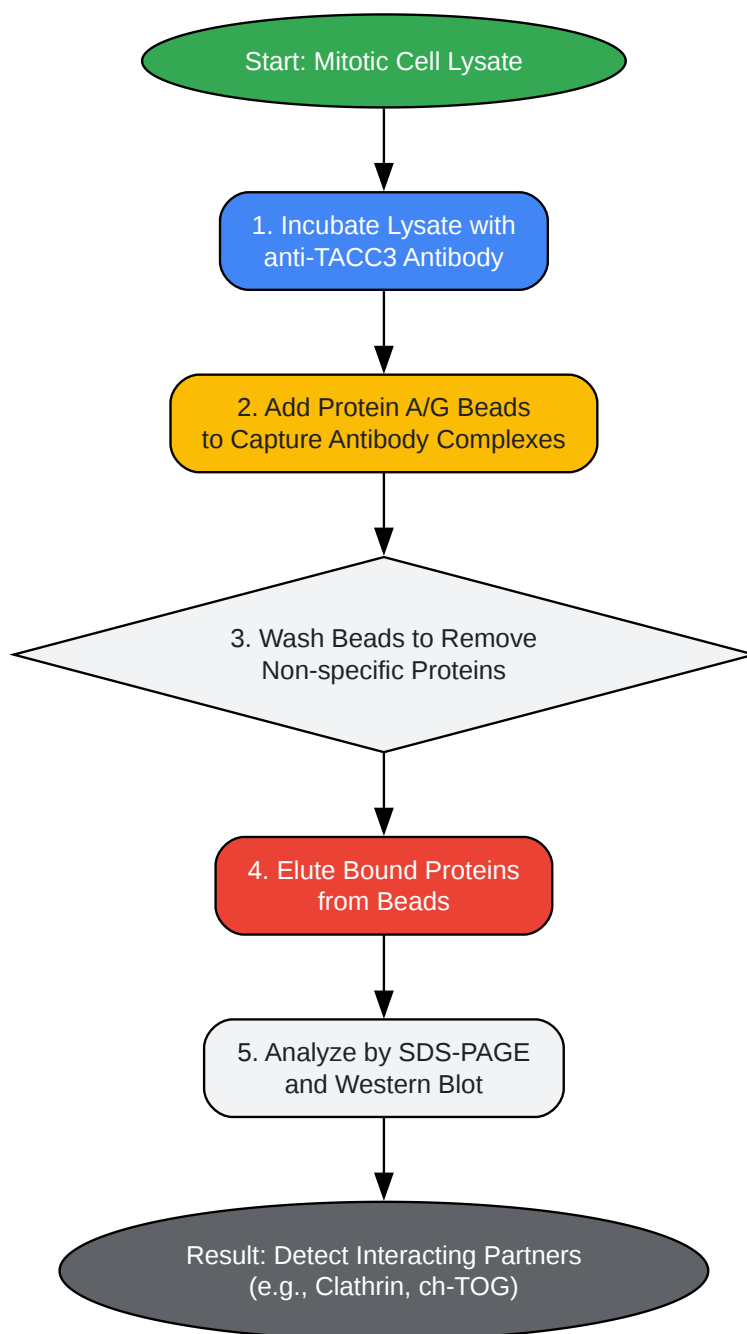 Start: Mitotic Cell Lysate
1. Incubate Lysate with
anti-TACC3 Antibody
2. Add Protein A/G Beads
to Capture Antibody Complexes
3. Wash Beads to Remove
Non-specific Proteins
4. Elute Bound Proteins
from Beads
5. Analyze by SDS-PAGE
and Western Blot
Result: Detect Interacting Partners
(e.g., Clathrin, ch-TOG)